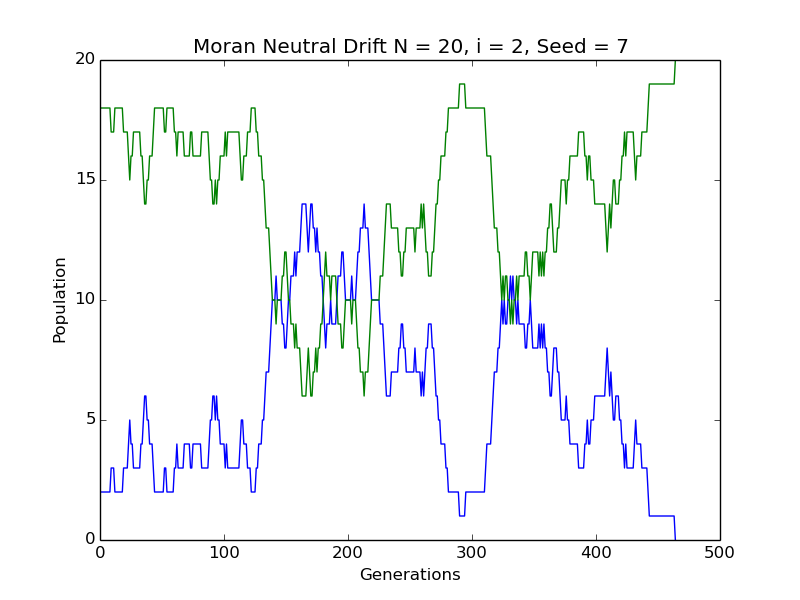 Moran Neutral Drift N = 20, i = 2, Seed = 7
20
15
10
5
0
Population
0 100 200 300 400 500
Generations